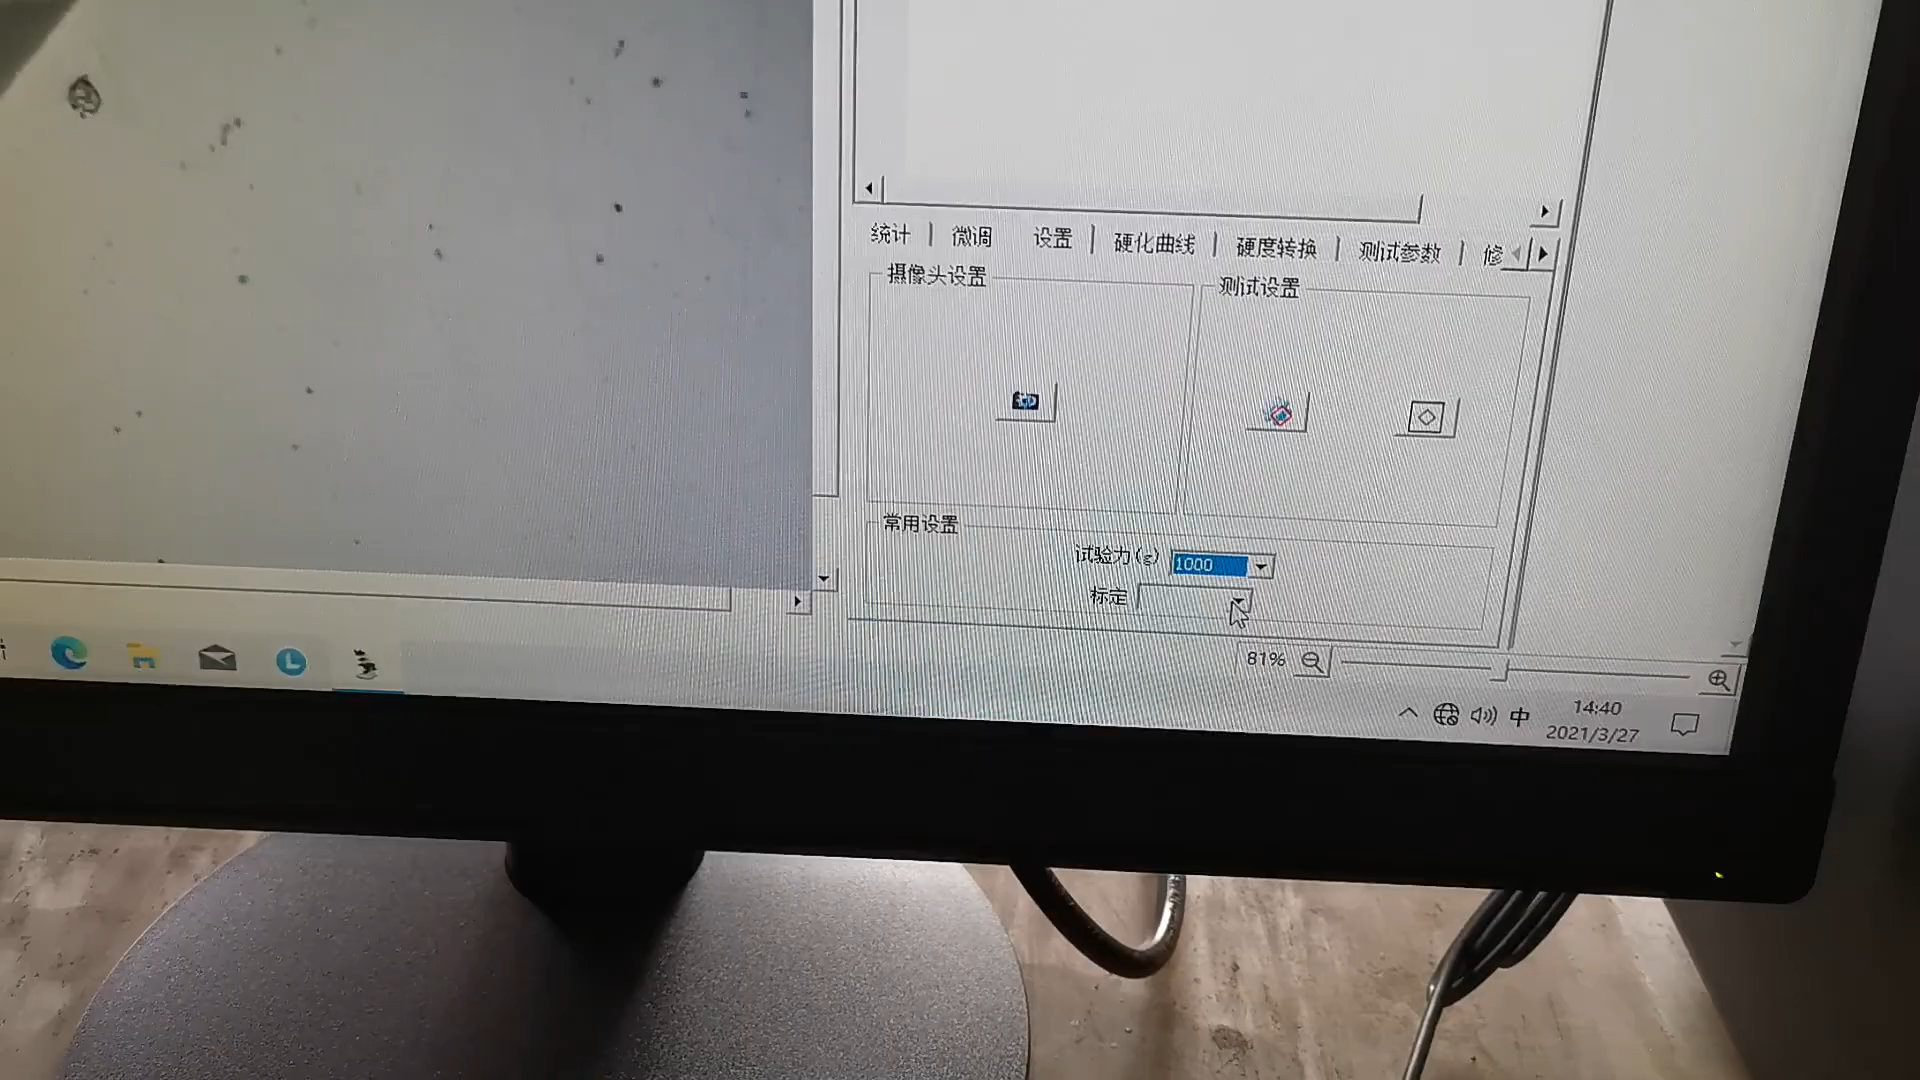 统计 微调 设置 硬化曲线 硬度转换 测试参数 修
摄像头设置
测试设置
常用设置
试验力(g) 1000
标定
81%
中
14:40
2021/3/27